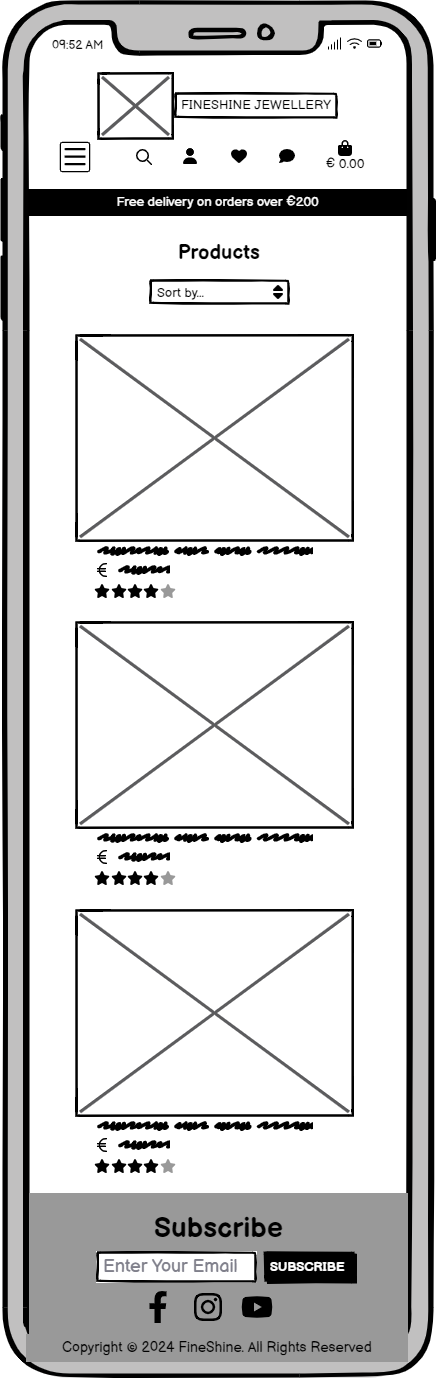 09:52 AM
FINESHINE JEWELLERY
€ 0.00
Free delivery on orders over €200
Products
Sort by...
€
€
€
Subscribe
Enter Your Email
SUBSCRIBE
Copyright © 2024 FineShine. All Rights Reserved